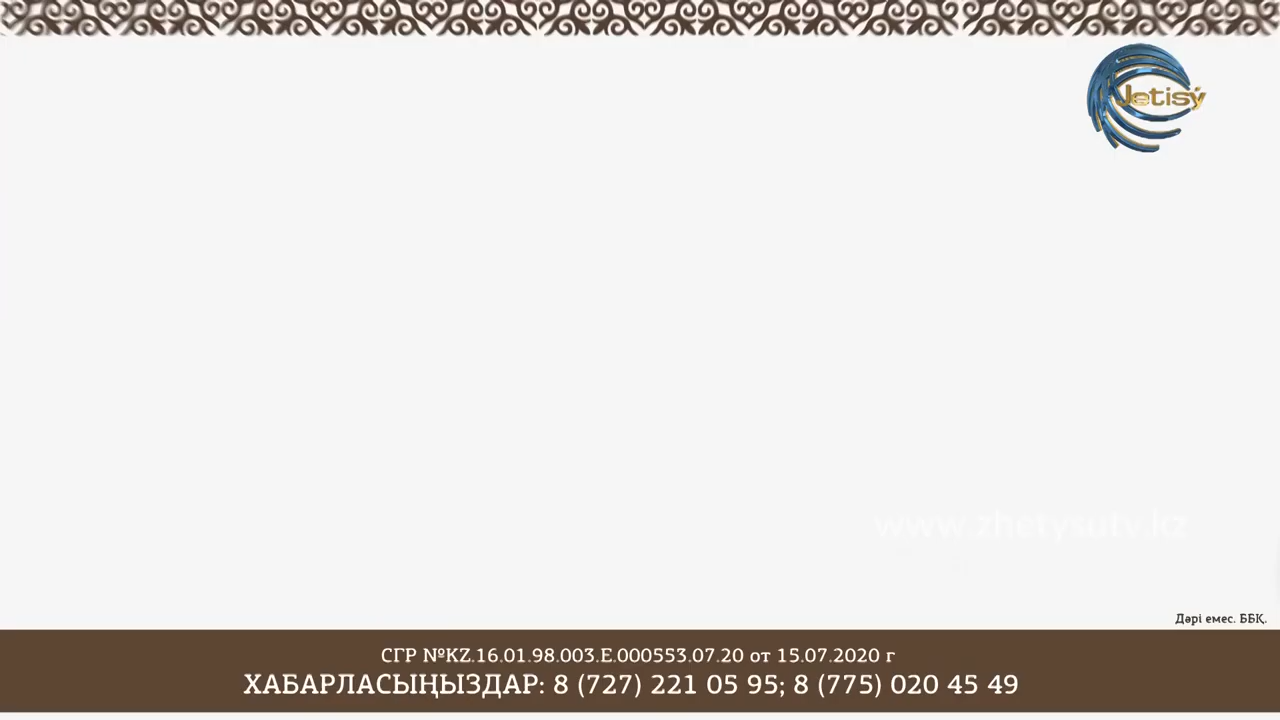 Jetisý
www.zhetysutv.kz
Дәрі емес. ББҚ.
СГР №KZ.16.01.98.003.E.000553.07.20 от 15.07.2020 г
ХАБАРЛАСЫҢЫЗДАР: 8 (727) 221 05 95; 8 (775) 020 45 49